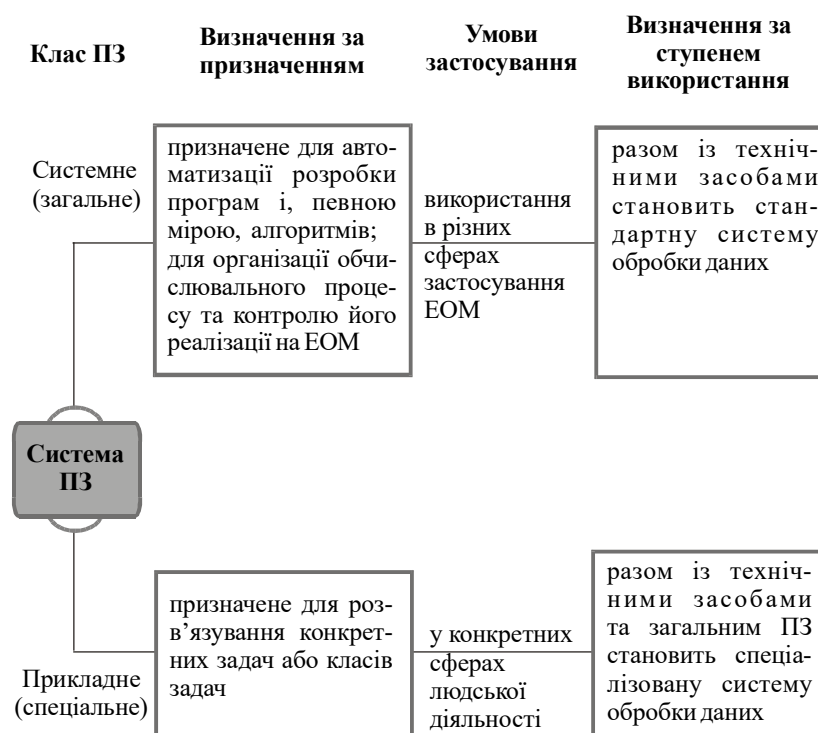 Клас ПЗ
Визначення за
призначенням
Умови
застосування
Визначення за
ступенем
використання
Системне
(загальне)
призначене для авто-
матизації розробки
програм і, певною
мірою, алгоритмів;
для організації обчи-
слювального проце-
су та контролю його
реалізації на ЕОМ
використання
в різних
сферах
застосування
ЕОМ
разом із техніч-
ними засобами
становить стан-
дартну систему
обробки даних
Система
ПЗ
Прикладне
(спеціальне)
призначене для роз-
в’язування конкрет-
них задач або класів
задач
у конкретних
сферах
людської
діяльності
разом із техніч-
ними засобами
та загальним ПЗ
становить спеціа-
лізовану систему
обробки даних